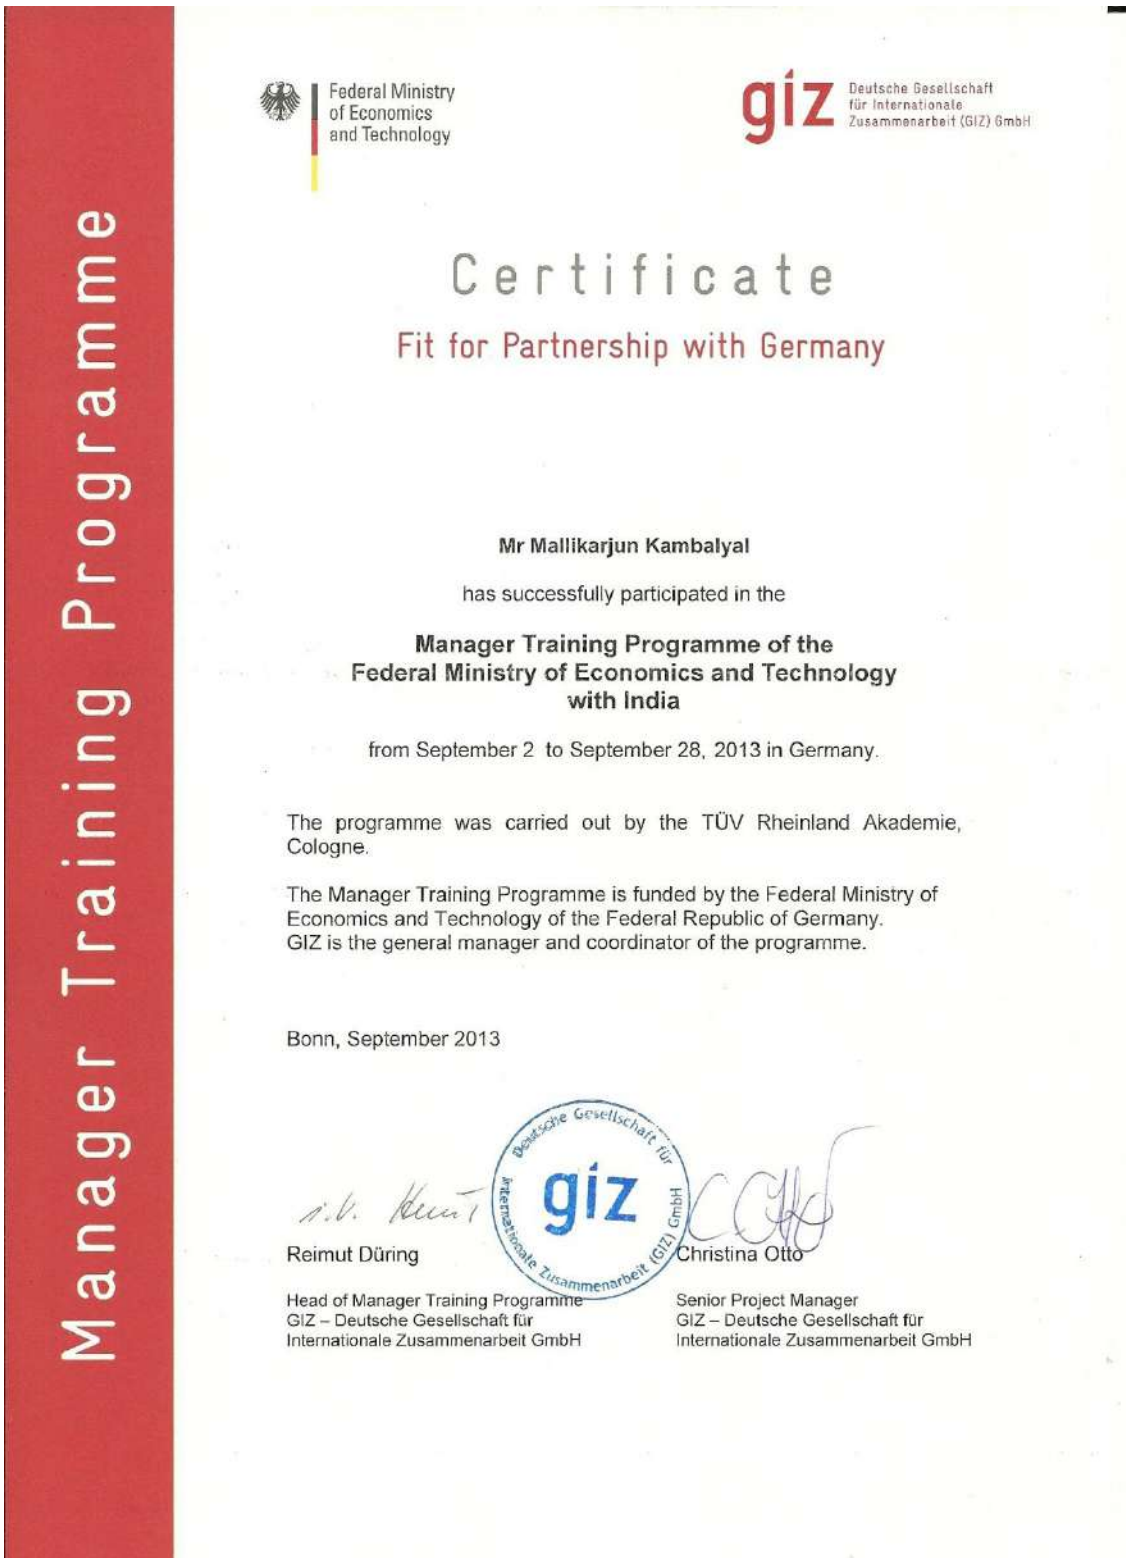 Manager Training Programme
Federal Ministry
of Economics
and Technology
giz
Deutsche Gesellschaft
für Internationale
Zusammenarbeit (GIZ) GmbH
Certificate
Fit for Partnership with Germany
Mr Mallikarjun Kambalyal
has successfully participated in the
Manager Training Programme of the
Federal Ministry of Economics and Technology
with India
from September 2 to September 28, 2013 in Germany.
The programme was carried out by the TÜV Rheinland Akademie,
Cologne.
The Manager Training Programme is funded by the Federal Ministry of
Economics and Technology of the Federal Republic of Germany.
GIZ is the general manager and coordinator of the programme.
Bonn, September 2013
Deutsche Gesellschaft für
Internationale Zusammenarbeit (GIZ) GmbH
giz
i.V.
Reimut Düring
Head of Manager Training Programme
GIZ – Deutsche Gesellschaft für
Internationale Zusammenarbeit GmbH
Christina Otto
Senior Project Manager
GIZ – Deutsche Gesellschaft für
Internationale Zusammenarbeit GmbH